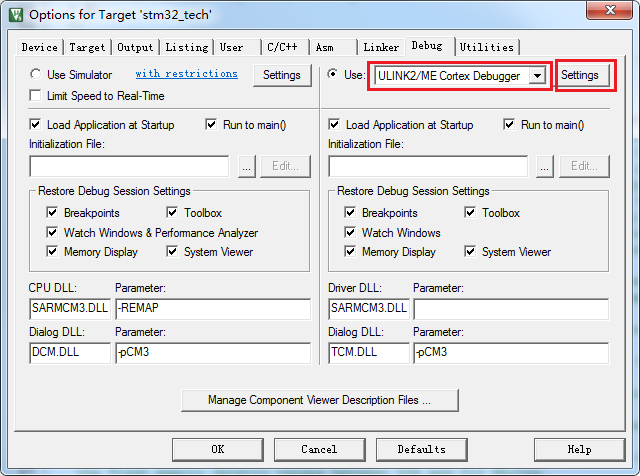 Options for Target 'stm32_tech'
Device Target Output Listing User C/C++ Asm Linker Debug Utilities
Use Simulator with restrictions Settings
Limit Speed to Real-Time
Use: ULINK2/ME Cortex Debugger Settings
Load Application at Startup Run to main()
Initialization File:
... Edit...
Load Application at Startup Run to main()
Initialization File:
... Edit...
Restore Debug Session Settings
Breakpoints Toolbox
Watch Windows & Performance Analyzer
Memory Display System Viewer
Restore Debug Session Settings
Breakpoints Toolbox
Watch Windows
Memory Display System Viewer
CPU DLL: Parameter:
SARMCM3.DLL -REMAP
Dialog DLL: Parameter:
DCM.DLL -pCM3
Driver DLL: Parameter:
SARMCM3.DLL
Dialog DLL: Parameter:
TCM.DLL -pCM3
Manage Component Viewer Description Files ...
OK Cancel Defaults Help